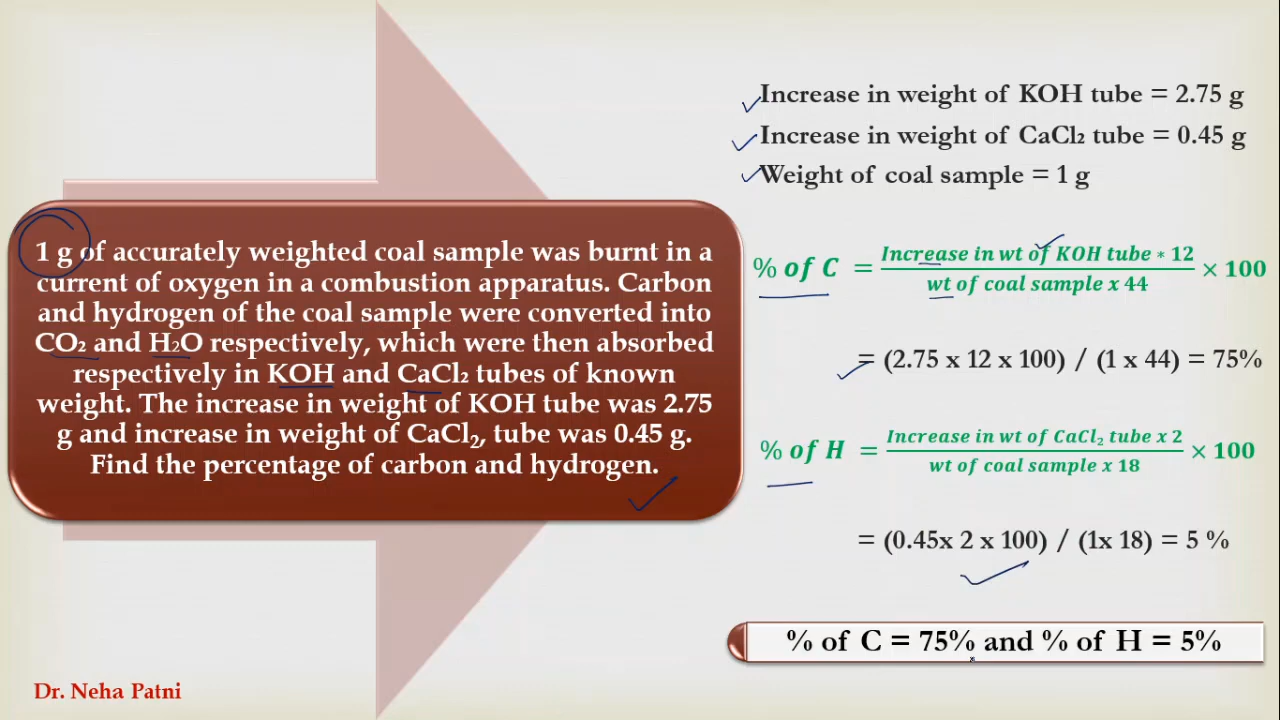 1 g of accurately weighted coal sample was burnt in a
current of oxygen in a combustion apparatus. Carbon
and hydrogen of the coal sample were converted into
CO₂ and H₂O respectively, which were then absorbed
respectively in KOH and CaCl₂ tubes of known
weight. The increase in weight of KOH tube was 2.75
g and increase in weight of CaCl₂, tube was 0.45 g.
Find the percentage of carbon and hydrogen.
Increase in weight of KOH tube = 2.75 g
Increase in weight of CaCl₂ tube = 0.45 g
Weight of coal sample = 1 g
% of C = Increase in wt of KOH tube * 12 / wt of coal sample x 44 × 100
= (2.75 x 12 x 100) / (1 x 44) = 75%
% of H = Increase in wt of CaCl₂ tube x 2 / wt of coal sample x 18 × 100
= (0.45x 2 x 100) / (1x 18) = 5 %
% of C = 75% and % of H = 5%
Dr. Neha Patni